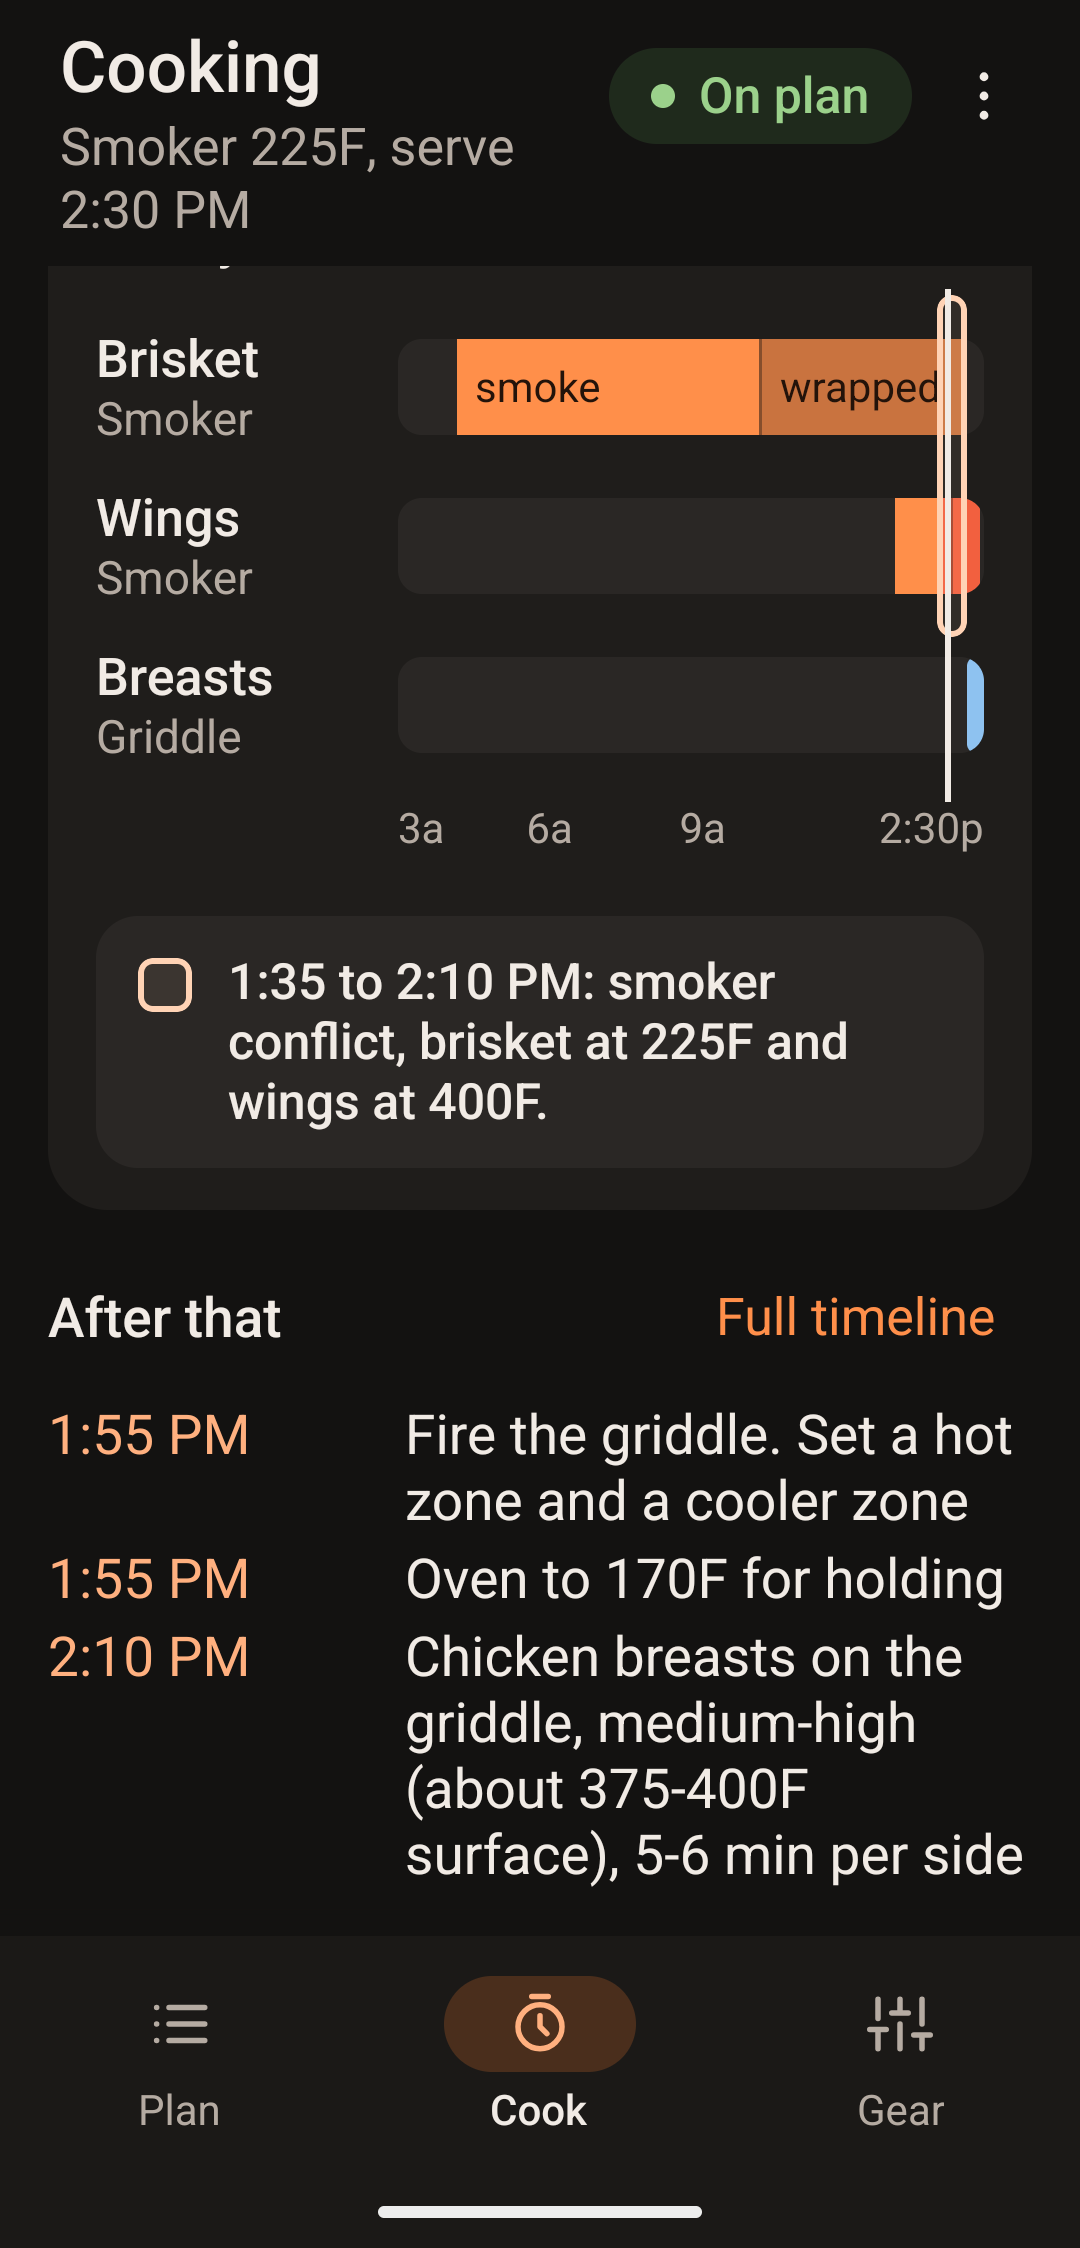 Cooking
On plan
Smoker 225F, serve
2:30 PM
Brisket
Smoker
smoke
wrapped
Wings
Smoker
Breasts
Griddle
3a 6a 9a 2:30p
1:35 to 2:10 PM: smoker
conflict, brisket at 225F and
wings at 400F.
After that
Full timeline
1:55 PM
Fire the griddle. Set a hot
zone and a cooler zone
1:55 PM
Oven to 170F for holding
2:10 PM
Chicken breasts on the
griddle, medium-high
(about 375-400F
surface), 5-6 min per side
Plan
Cook
Gear